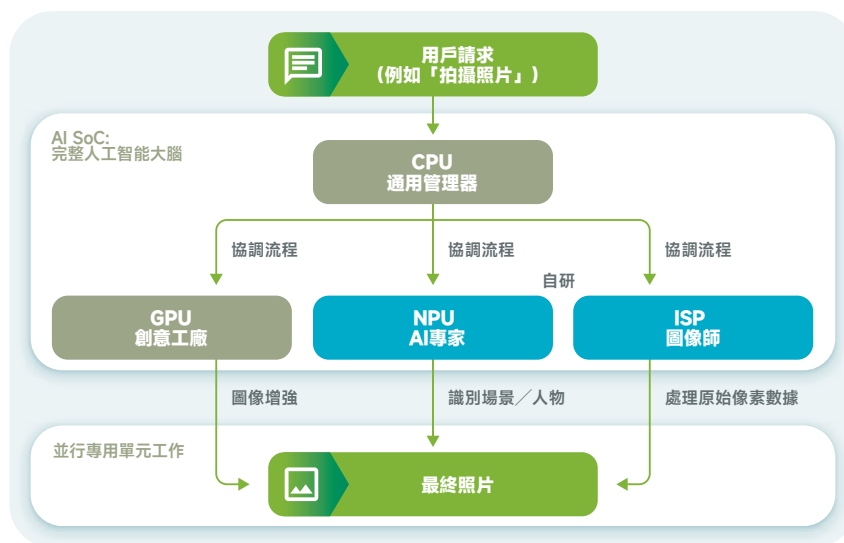 用戶請求
（例如「拍攝照片」）
AI SoC:
完整人工智能大腦
CPU
通用管理器
協調流程
協調流程
協調流程
自研
GPU
創意工廠
NPU
AI專家
ISP
圖像師
圖像增強
識別場景／人物
處理原始像素數據
並行專用單元工作
最終照片